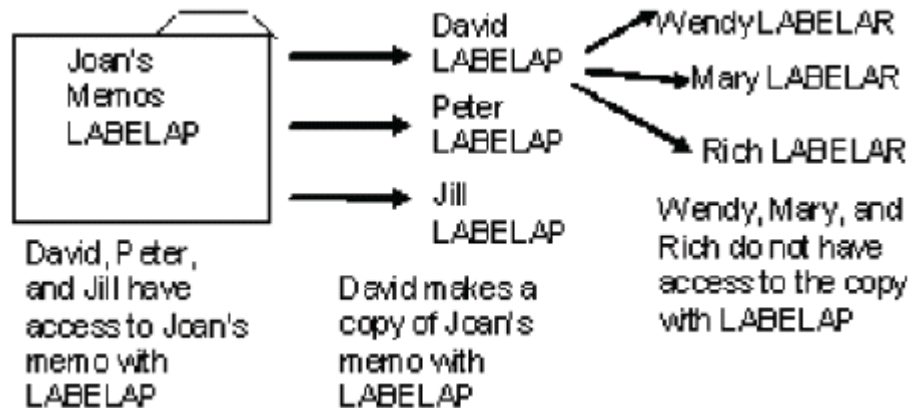 Joan's
Memos
LABELAP
David, Peter,
and Jill have
access to Joan's
memo with
LABELAP
David
LABELAP
Peter
LABELAP
Jill
LABELAP
David makes a
copy of Joan's
memo with
LABELAP
Wendy LABELAR
Mary LABELAR
Rich LABELAR
Wendy, Mary, and
Rich do not have
access to the copy
with LABELAP